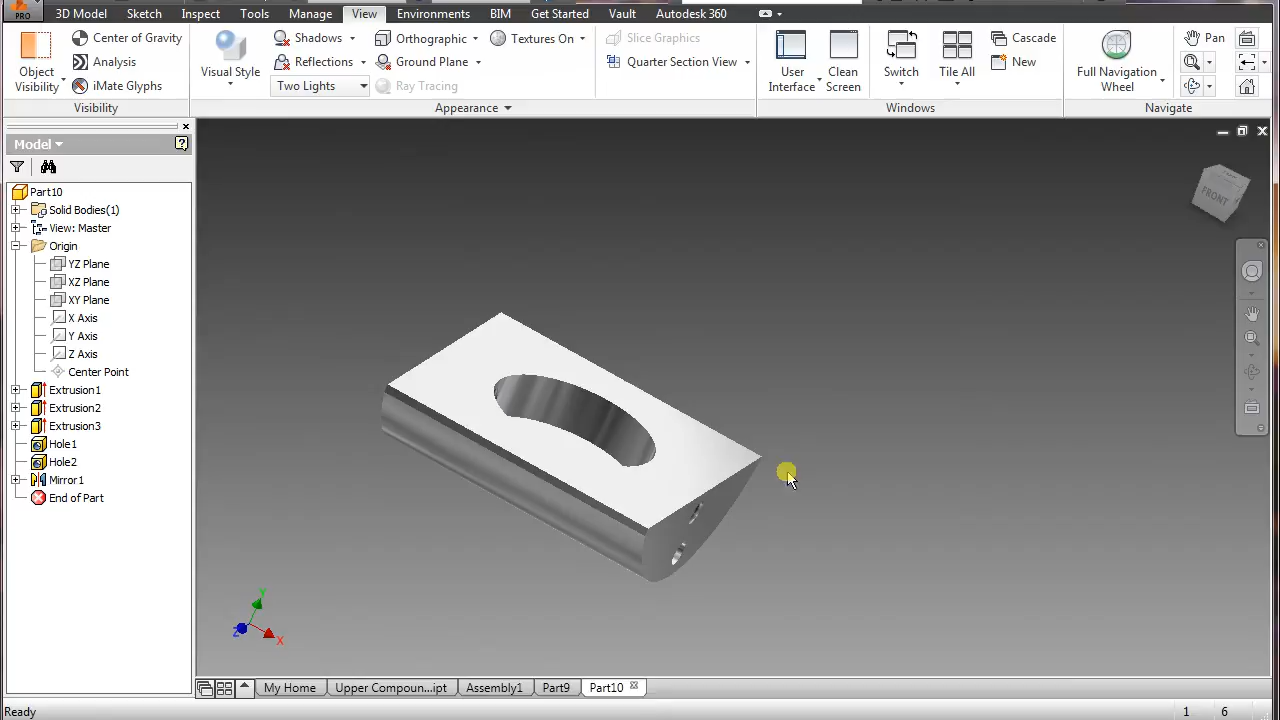 PRO
3D Model Sketch Inspect Tools Manage View Environments BIM Get Started Vault Autodesk 360
Object Visibility
Center of Gravity
Analysis
iMate Glyphs
Visibility
Visual Style
Shadows
Reflections
Two Lights
Orthographic
Ground Plane
Ray Tracing
Textures On
Slice Graphics
Quarter Section View
Appearance
User Interface
Clean Screen
Switch
Tile All
Cascade
New
Windows
Full Navigation Wheel
Pan
Navigate
Model
Part10
Solid Bodies(1)
View: Master
Origin
YZ Plane
XZ Plane
XY Plane
X Axis
Y Axis
Z Axis
Center Point
Extrusion1
Extrusion2
Extrusion3
Hole1
Hole2
Mirror1
End of Part
FRONT
Y
Z
X
My Home Upper Compoun...ipt Assembly1 Part9 Part10
Ready 1 6